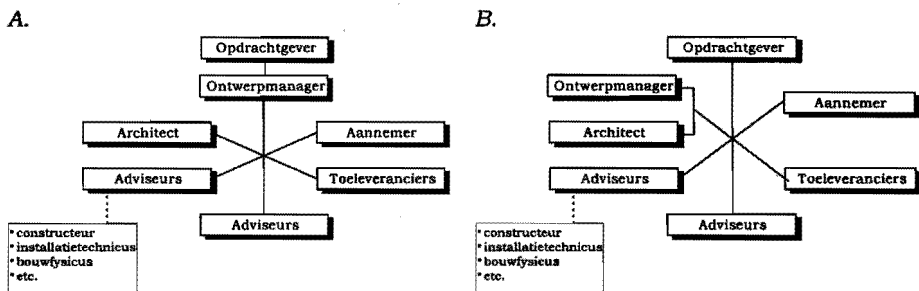 A.
Opdrachtgever
Ontwerpmanager
Architect
Aannemer
Adviseurs
Toeleveranciers
Adviseurs
* constructeur
* installatietechnicus
* bouwfysicus
* etc.
B.
Opdrachtgever
Ontwerpmanager
Aannemer
Architect
Adviseurs
Toeleveranciers
Adviseurs
* constructeur
* installatietechnicus
* bouwfysicus
* etc.